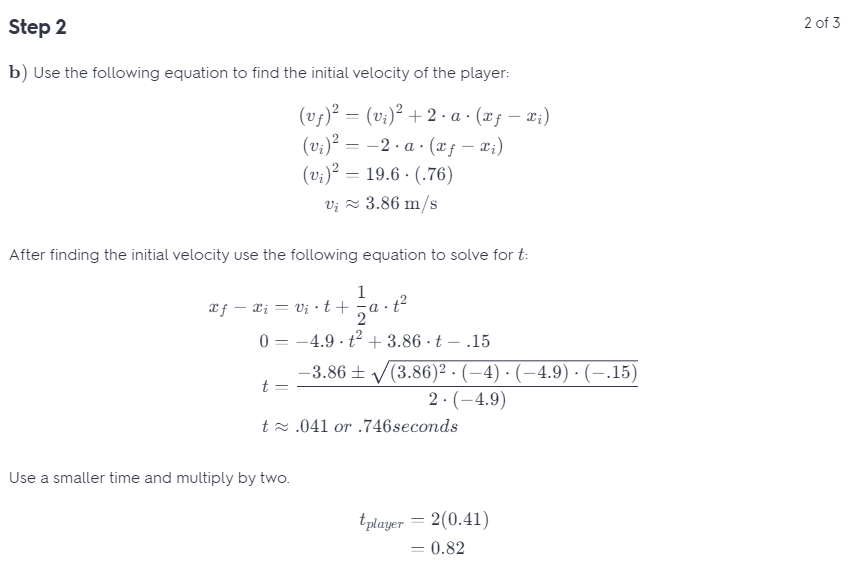 Step 2
2 of 3
b) Use the following equation to find the initial velocity of the player:
(v_f)² = (v_i)² + 2 · a · (x_f − x_i)
(v_i)² = −2 · a · (x_f − x_i)
(v_i)² = 19.6 · (.76)
v_i ≈ 3.86 m/s
After finding the initial velocity use the following equation to solve for t:
x_f − x_i = v_i · t + 1/2 a · t²
0 = −4.9 · t² + 3.86 · t − .15
t = (−3.86 ± √((3.86)² · (−4) · (−4.9) · (−.15))) / (2 · (−4.9))
t ≈ .041 or .746seconds
Use a smaller time and multiply by two.
t_player = 2(0.41)
= 0.82